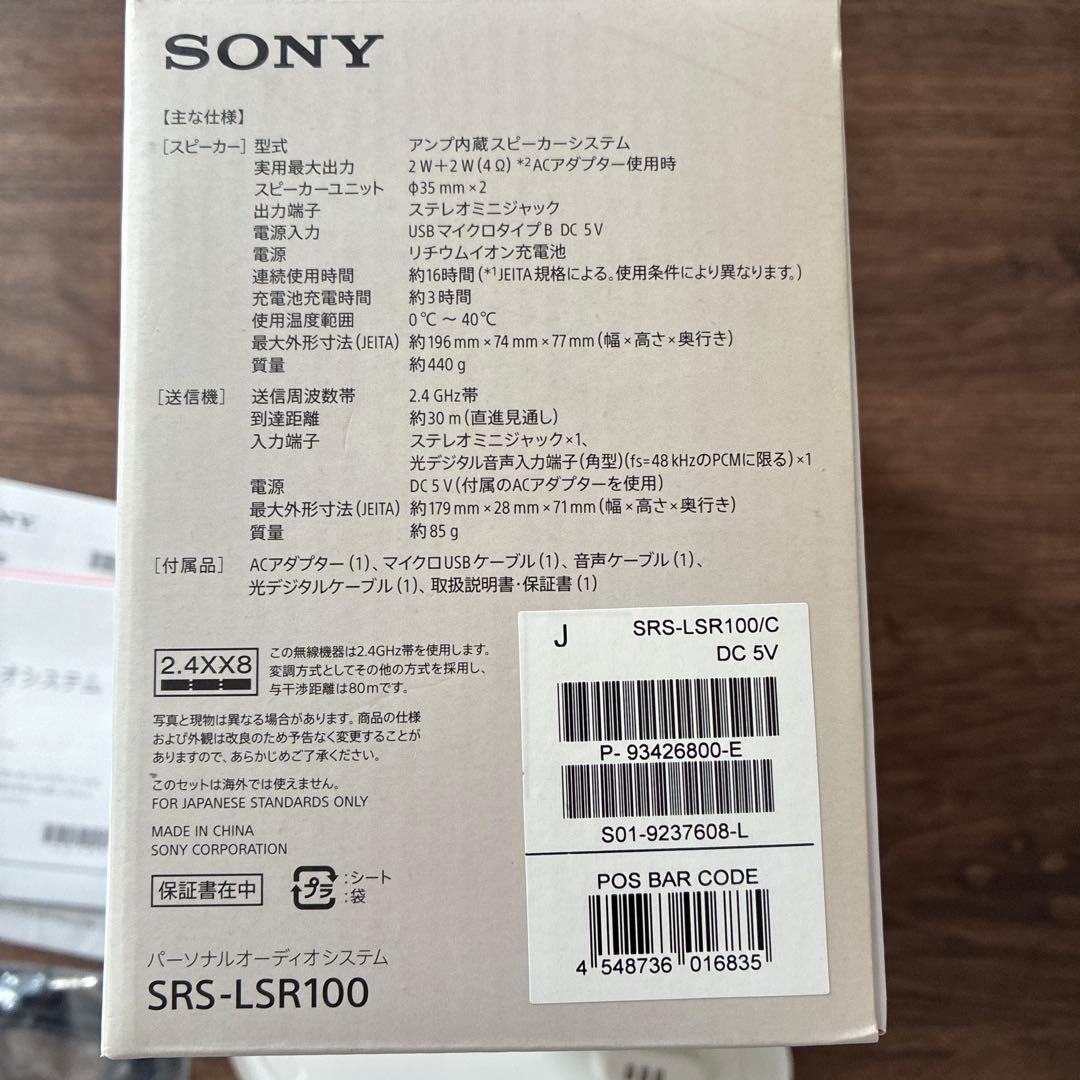 SONY
【主な仕様】
[スピーカー] 型式 アンプ内蔵スピーカーシステム
実用最大出力 2 W+2 W(4 Ω) *2ACアダプター使用時
スピーカーユニット φ35 mm×2
出力端子 ステレオミニジャック
電源入力 USBマイクロタイプB DC 5 V
電源 リチウムイオン充電池
連続使用時間 約16時間(*1JEITA規格による。使用条件により異なります。)
充電池充電時間 約3時間
使用温度範囲 0℃ ～ 40℃
最大外形寸法(JEITA) 約196 mm×74 mm×77 mm(幅×高さ×奥行き)
質量 約440 g
[送信機] 送信周波数帯 2.4 GHz帯
到達距離 約30 m(直進見通し)
入力端子 ステレオミニジャック×1、
光デジタル音声入力端子(角型)(fs=48 kHzのPCMに限る)×1
電源 DC 5 V(付属のACアダプターを使用)
最大外形寸法(JEITA) 約179 mm×28 mm×71 mm(幅×高さ×奥行き)
質量 約85 g
[付属品] ACアダプター(1)、マイクロUSBケーブル(1)、音声ケーブル(1)、
光デジタルケーブル(1)、取扱説明書・保証書(1)
2.4XX8
この無線機器は2.4GHz帯を使用します。
変調方式としてその他の方式を採用し、
与干渉距離は80mです。
写真と現物は異なる場合があります。商品の仕様
および外観は改良のため予告なく変更することが
ありますので、あらかじめご了承ください。
このセットは海外では使えません。
FOR JAPANESE STANDARDS ONLY
MADE IN CHINA
SONY CORPORATION
保証書在中
プラ
:シート
:袋
パーソナルオーディオシステム
SRS-LSR100
J SRS-LSR100/C
DC 5V
P- 93426800-E
S01-9237608-L
POS BAR CODE
4 548736 016835
オシステム